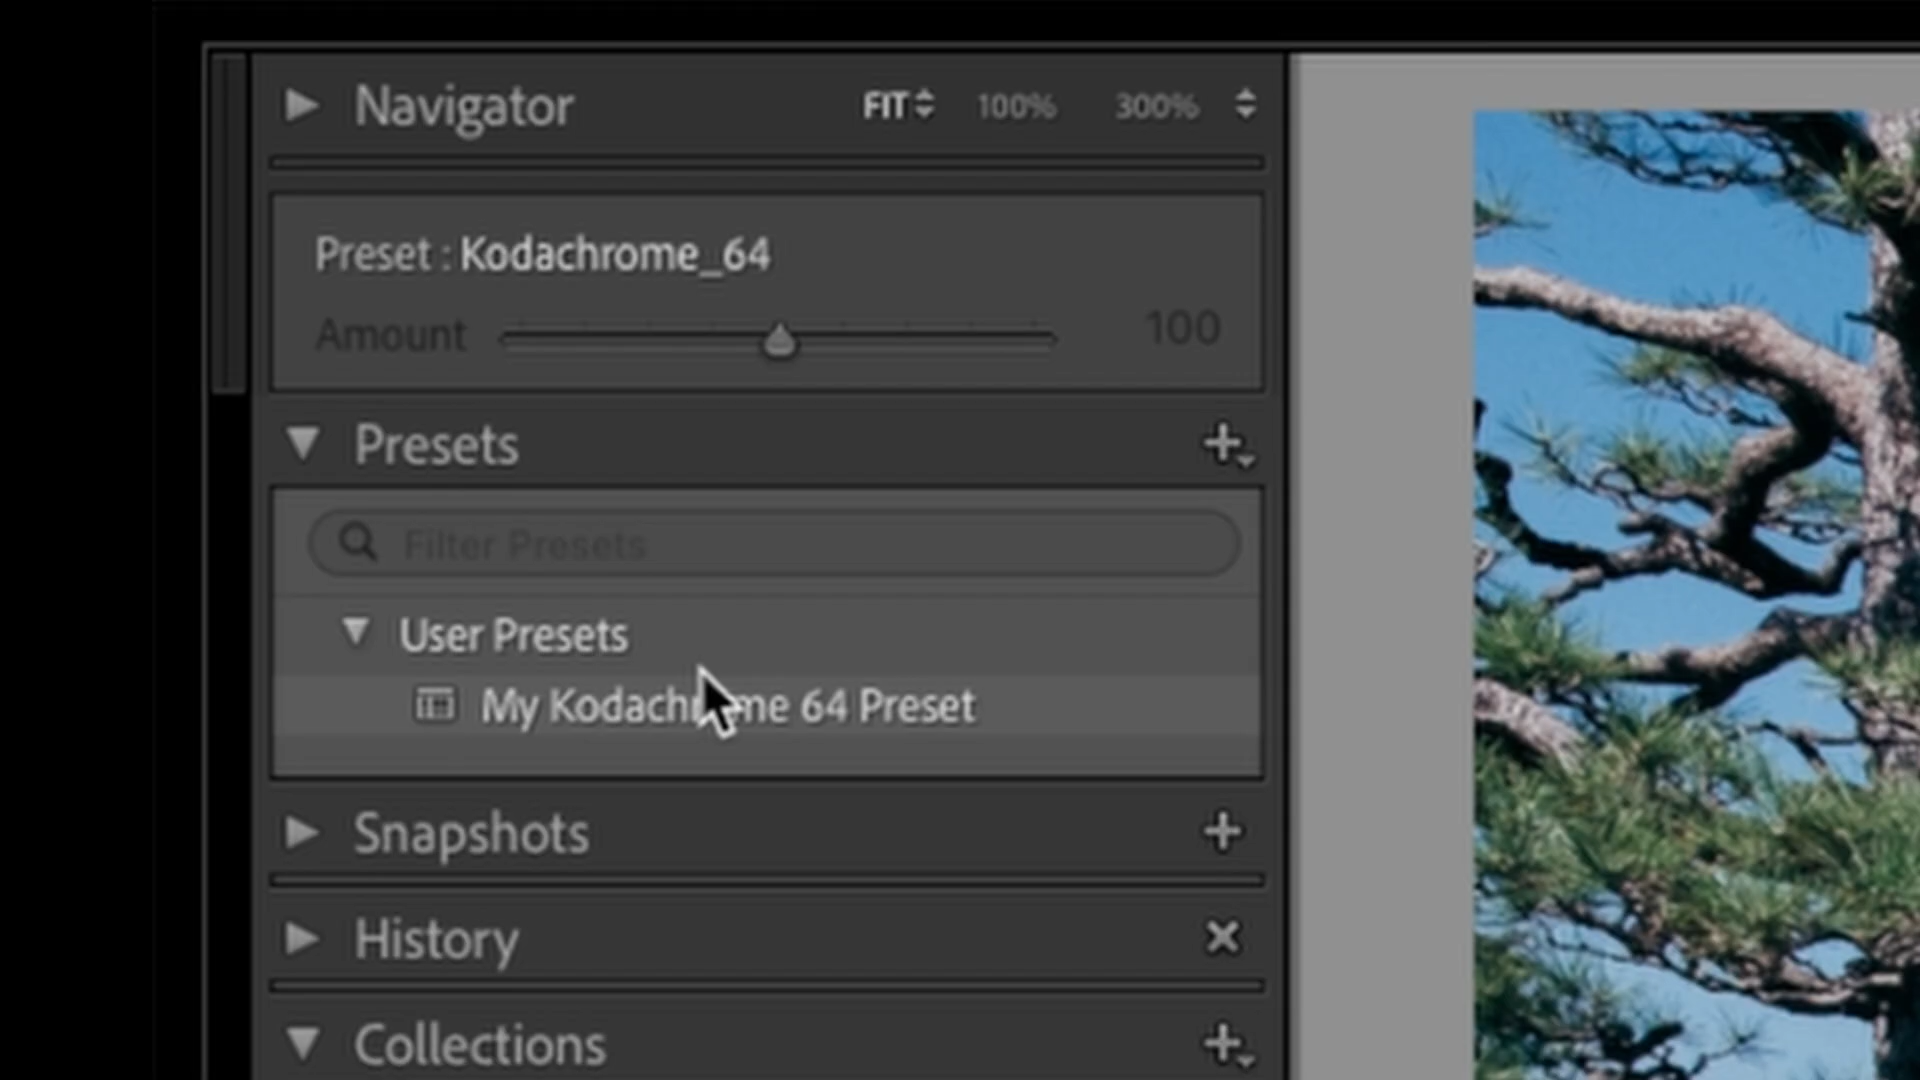 Navigator FIT 100% 300%
Preset : Kodachrome_64
Amount 100
Presets
Filter Presets
User Presets
My Kodachrome 64 Preset
Snapshots
History
Collections